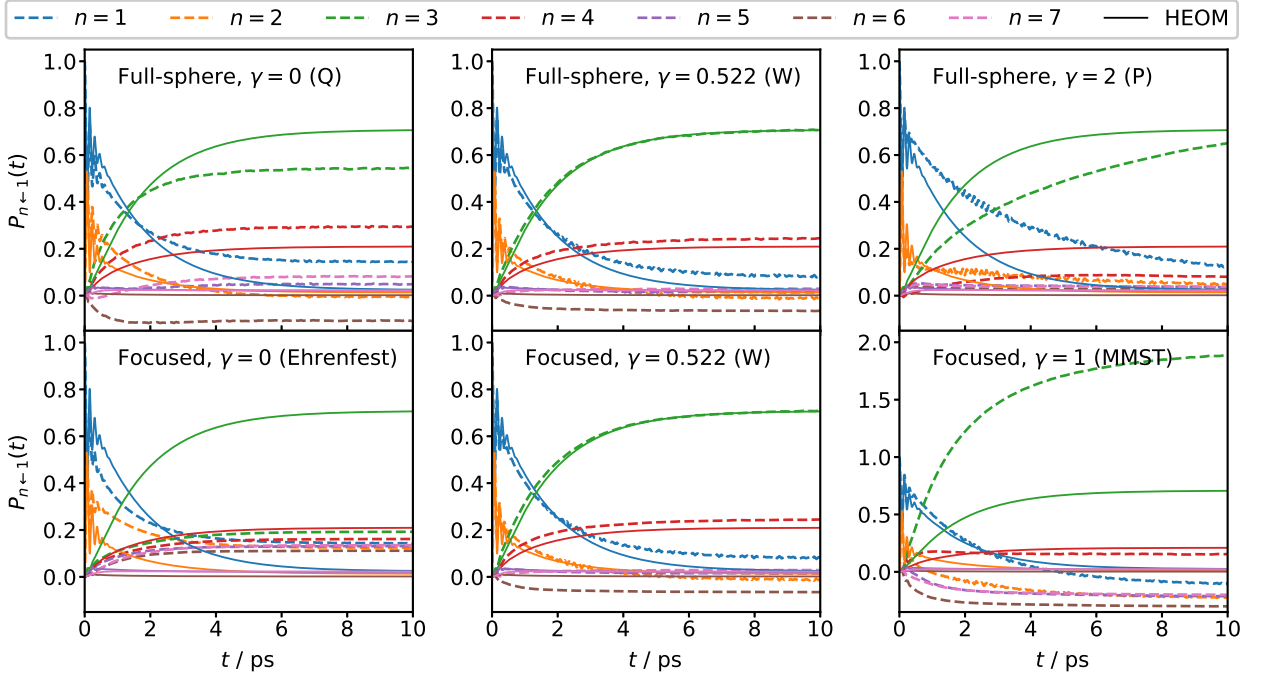 n = 1 n = 2 n = 3 n = 4 n = 5 n = 6 n = 7 HEOM
Full-sphere, γ = 0 (Q)
1.0
0.8
0.6
0.4
0.2
0.0
Pn←1(t)
Full-sphere, γ = 0.522 (W)
1.0
0.8
0.6
0.4
0.2
0.0
Full-sphere, γ = 2 (P)
1.0
0.8
0.6
0.4
0.2
0.0
Focused, γ = 0 (Ehrenfest)
1.0
0.8
0.6
0.4
0.2
0.0
Pn←1(t)
0 2 4 6 8 10
t / ps
Focused, γ = 0.522 (W)
1.0
0.8
0.6
0.4
0.2
0.0
0 2 4 6 8 10
t / ps
Focused, γ = 1 (MMST)
2.0
1.5
1.0
0.5
0.0
0 2 4 6 8 10
t / ps